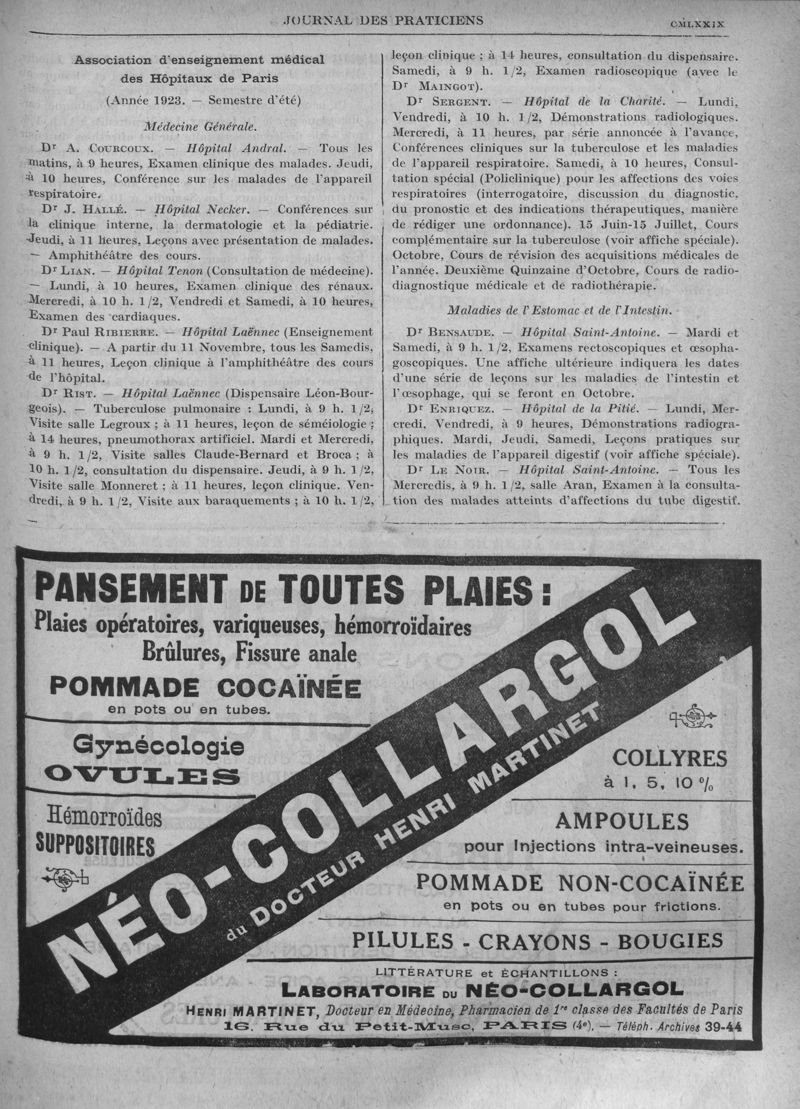 JOURNAL DES PRATICIENS
CMLXXIX
Association d'enseignement médical
des Hôpitaux de Paris
(Année 1923. — Semestre d'été)
Médecine Générale.
Dr A. COURCOUX. — Hôpital Andral. — Tous les
matins, à 9 heures, Examen clinique des malades. Jeudi,
à 10 heures, Conférence sur les malades de l'appareil
respiratoire.
Dr J. HALLÉ. — Hôpital Necker. — Conférences sur
la clinique interne, la dermatologie et la pédiatrie.
Jeudi, à 11 heures, Leçons avec présentation de malades.
— Amphithéâtre des cours.
Dr LIAN. — Hôpital Tenon (Consultation de médecine).
— Lundi, à 10 heures, Examen clinique des rénaux.
Mercredi, à 10 h. 1/2, Vendredi et Samedi, à 10 heures,
Examen des cardiaques.
Dr Paul RIBIERRE. — Hôpital Laënnec (Enseignement
clinique). — A partir du 11 Novembre, tous les Samedis,
à 11 heures, Leçon clinique à l'amphithéâtre des cours
de l'hôpital.
Dr RIST. — Hôpital Laënnec (Dispensaire Léon-Bour-
geois). — Tuberculose pulmonaire : Lundi, à 9 h. 1/2,
Visite salle Legroux ; à 11 heures, leçon de séméiologie ;
à 14 heures, pneumothorax artificiel. Mardi et Mercredi,
à 9 h. 1/2, Visite salles Claude-Bernard et Broca ; à
10 h. 1/2, consultation du dispensaire. Jeudi, à 9 h. 1/2,
Visite salle Monneret ; à 11 heures, leçon clinique. Ven-
dredi, à 9 h. 1/2, Visite aux baraquements ; à 10 h. 1/2,
leçon clinique ; à 14 heures, consultation du dispensaire.
Samedi, à 9 h. 1/2, Examen radioscopique (avec le
Dr MAINGOT).
Dr SERGENT. — Hôpital de la Charité. — Lundi,
Vendredi, à 10 h. 1/2, Démonstrations radiologiques.
Mercredi, à 11 heures, par série annoncée à l'avance,
Conférences cliniques sur la tuberculose et les maladies
de l'appareil respiratoire. Samedi, à 10 heures, Consul-
tation spécial (Policlinique) pour les affections des voies
respiratoires (interrogatoire, discussion du diagnostic,
du pronostic et des indications thérapeutiques, manière
de rédiger une ordonnance). 15 Juin-15 Juillet, Cours
complémentaire sur la tuberculose (voir affiche spéciale).
Octobre, Cours de révision des acquisitions médicales de
l'année. Deuxième Quinzaine d'Octobre, Cours de radio-
diagnostique médicale et de radiothérapie.
Maladies de l'Estomac et de l'Intestin.
Dr BENSAUDE. — Hôpital Saint-Antoine. — Mardi et
Samedi, à 9 h. 1/2, Examens rectoscopiques et œsopha-
goscopiques. Une affiche ultérieure indiquera les dates
d'une série de leçons sur les maladies de l'intestin et
l'œsophage, qui se feront en Octobre.
Dr ENRIQUEZ. — Hôpital de la Pitié. — Lundi, Mer-
credi, Vendredi, à 9 heures, Démonstrations radiogra-
phiques. Mardi, Jeudi, Samedi, Leçons pratiques sur
les maladies de l'appareil digestif (voir affiche spéciale).
Dr LE NOIR. — Hôpital Saint-Antoine. — Tous les
Mercredis, à 9 h. 1/2, salle Aran, Examen à la consulta-
tion des malades atteints d'affections du tube digestif.
PANSEMENT DE TOUTES PLAIES :
Plaies opératoires, variqueuses, hémorroïdaires
Brûlures, Fissure anale
POMMADE COCAÏNÉE
en pots ou en tubes.
Gynécologie
OVULES
Hémorroïdes
SUPPOSITOIRES
NÉO-COLLARGOL
du DOCTEUR HENRI MARTINET
COLLYRES
à 1, 5, 10 %
AMPOULES
pour Injections intra-veineuses.
POMMADE NON-COCAÏNÉE
en pots ou en tubes pour frictions.
PILULES - CRAYONS - BOUGIES
LITTÉRATURE et ÉCHANTILLONS :
LABORATOIRE DU NÉO-COLLARGOL
HENRI MARTINET, Docteur en Médecine, Pharmacien de 1re classe des Facultés de Paris
16, Rue du Petit-Musc, PARIS (4e). — Téléph. Archives 39-44